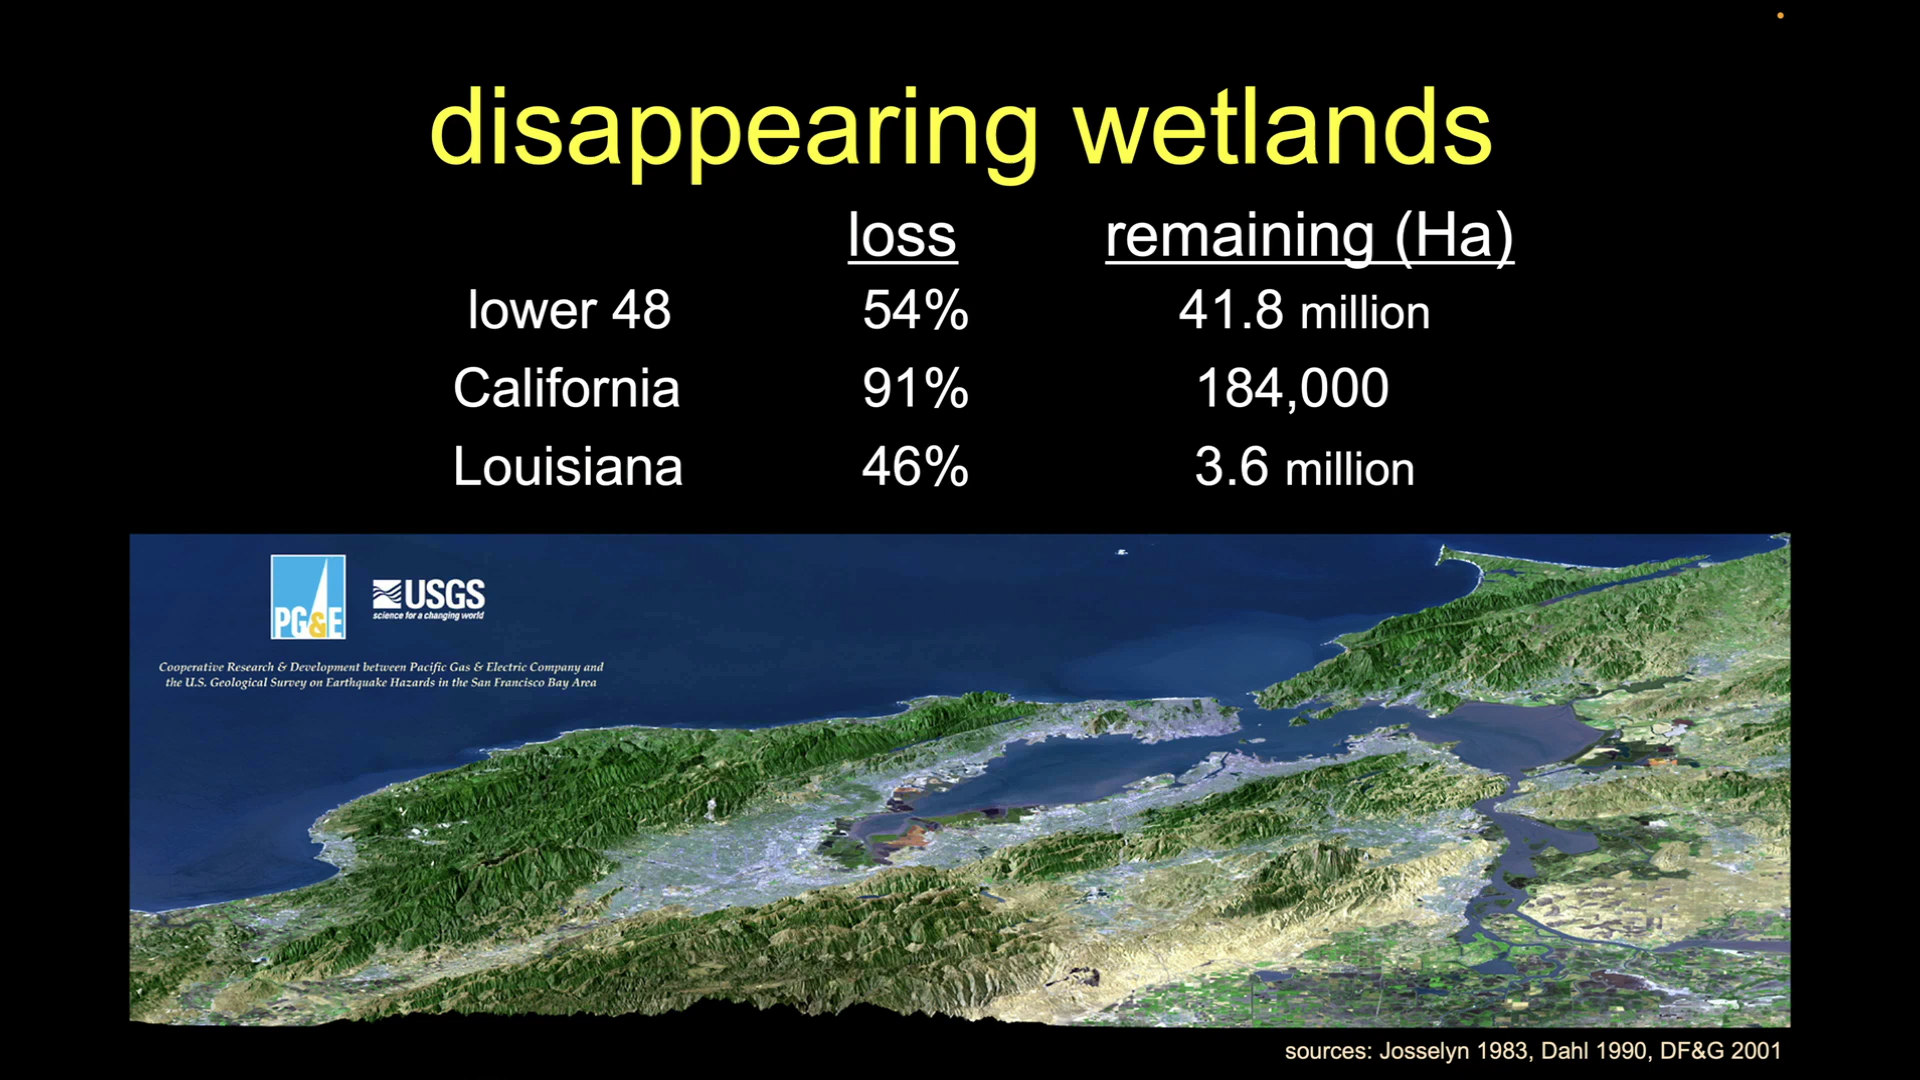 disappearing wetlands
loss remaining (Ha)
lower 48 54% 41.8 million
California 91% 184,000
Louisiana 46% 3.6 million
PG&E
USGS
science for a changing world
Cooperative Research & Development between Pacific Gas & Electric Company and
the U.S. Geological Survey on Earthquake Hazards in the San Francisco Bay Area
sources: Josselyn 1983, Dahl 1990, DF&G 2001